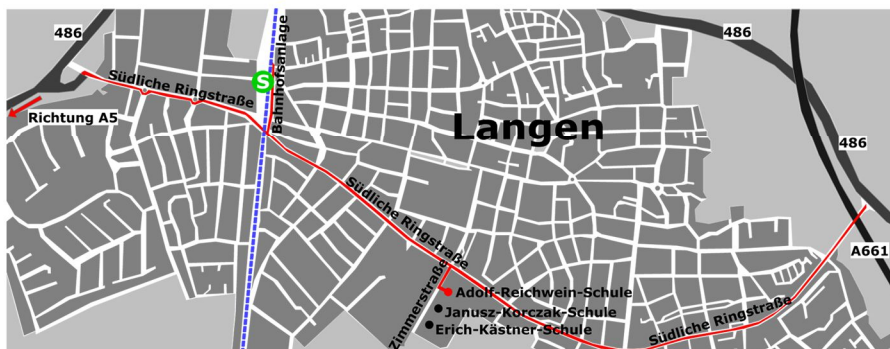 486
486
Südliche Ringstraße
S
Bahnhofsanlage
Richtung A5
Langen
486
Südliche Ringstraße
A661
Zimmerstraße
Adolf-Reichwein-Schule
Janusz-Korczak-Schule
Erich-Kästner-Schule
Südliche Ringstraße